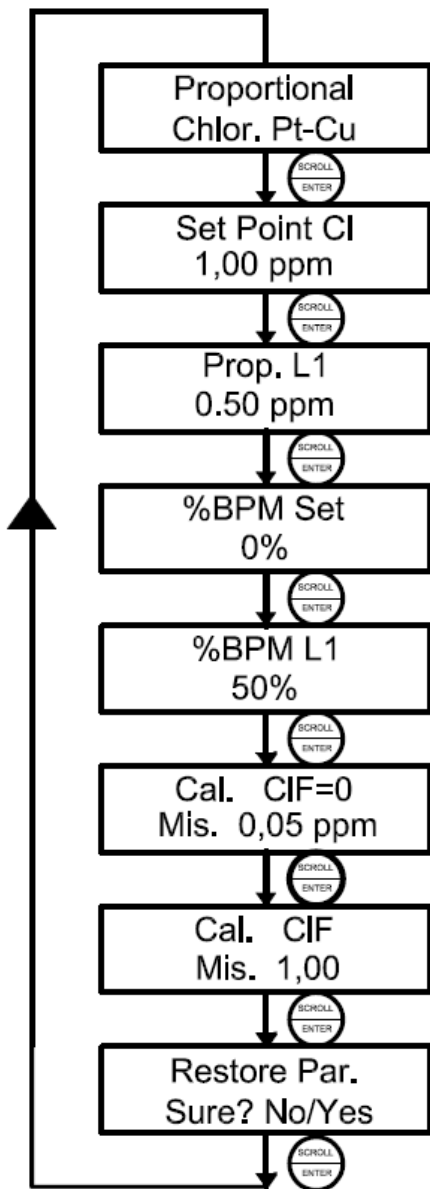 Proportional
Chlor. Pt-Cu
SCROLL
ENTER
Set Point Cl
1,00 ppm
SCROLL
ENTER
Prop. L1
0.50 ppm
SCROLL
ENTER
%BPM Set
0%
SCROLL
ENTER
%BPM L1
50%
SCROLL
ENTER
Cal. ClF=0
Mis. 0,05 ppm
SCROLL
ENTER
Cal. ClF
Mis. 1,00
SCROLL
ENTER
Restore Par.
Sure? No/Yes
SCROLL
ENTER